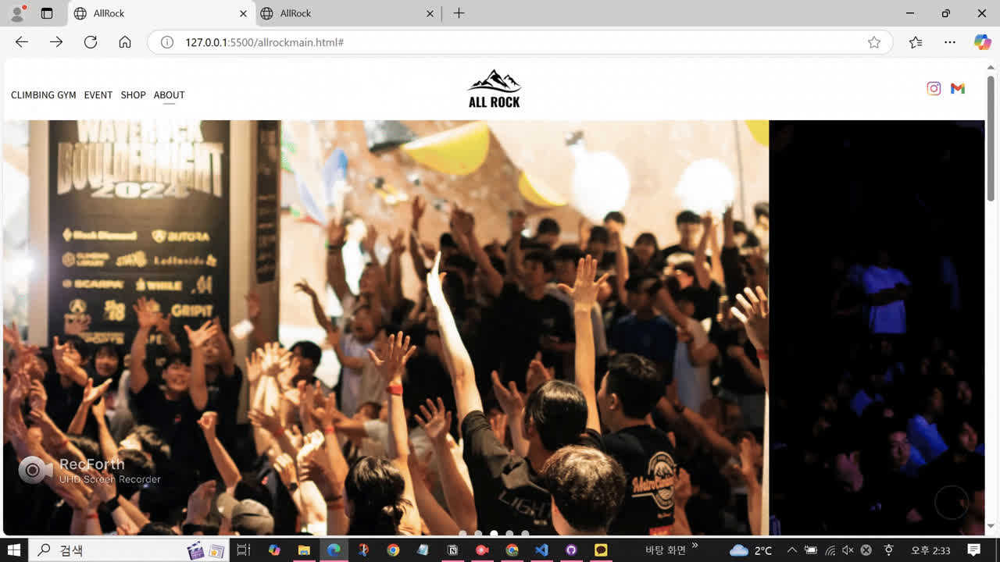 AllRock
AllRock
127.0.0.1:5500/allrockmain.html#
CLIMBING GYM EVENT SHOP ABOUT
ALL ROCK
WAVEROCK
BOULDERNIGHT
2024
Black Diamond BUTORA
CLIMBING
SCARPA WHILE
GRIPIT
LIGHT
RecForth
UHD Screen Recorder
검색
바탕 화면
2°C
오후 2:33